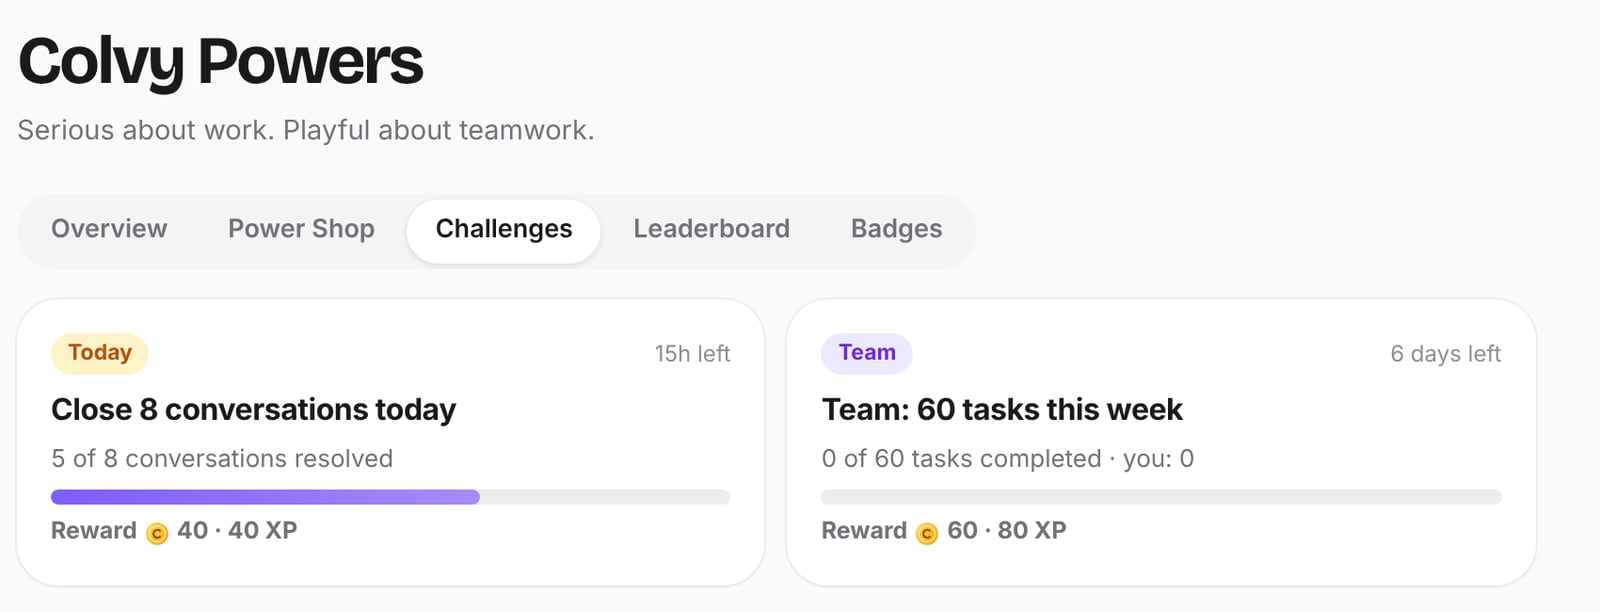 Colvy Powers
Serious about work. Playful about teamwork.
Overview Power Shop Challenges Leaderboard Badges
Today 15h left
Close 8 conversations today
5 of 8 conversations resolved
Reward C 40 · 40 XP
Team 6 days left
Team: 60 tasks this week
0 of 60 tasks completed · you: 0
Reward C 60 · 80 XP